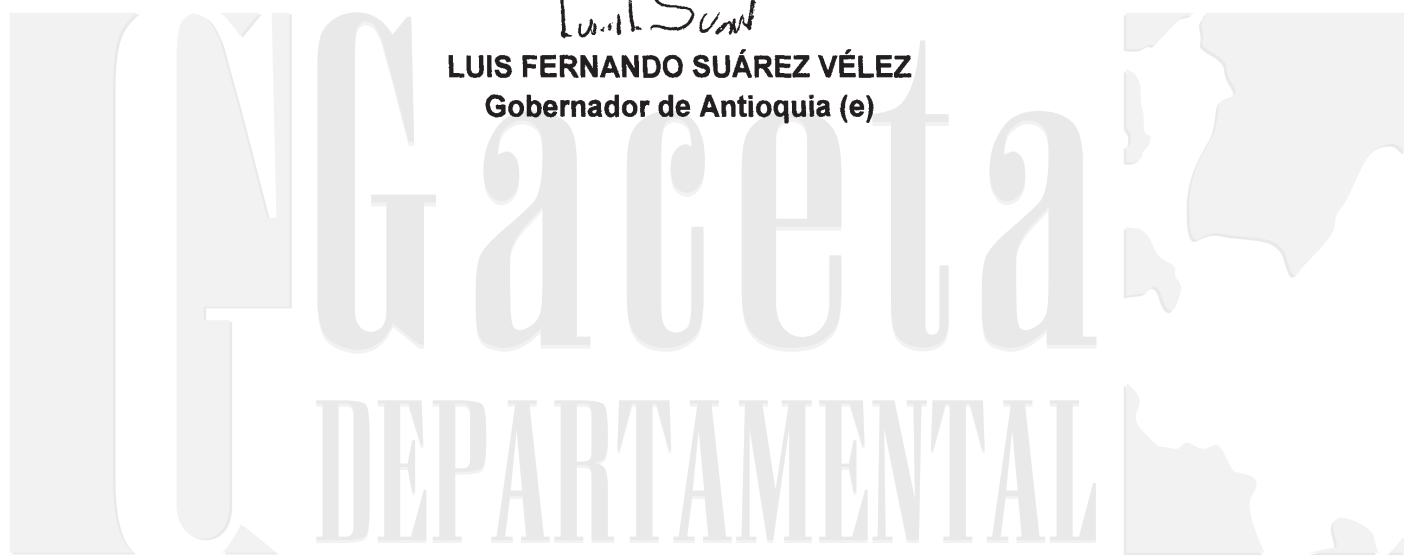 LUIS FERNANDO SUÁREZ VÉLEZ
Gobernador de Antioquia (e)
Gaceta
DEPARTAMENTAL